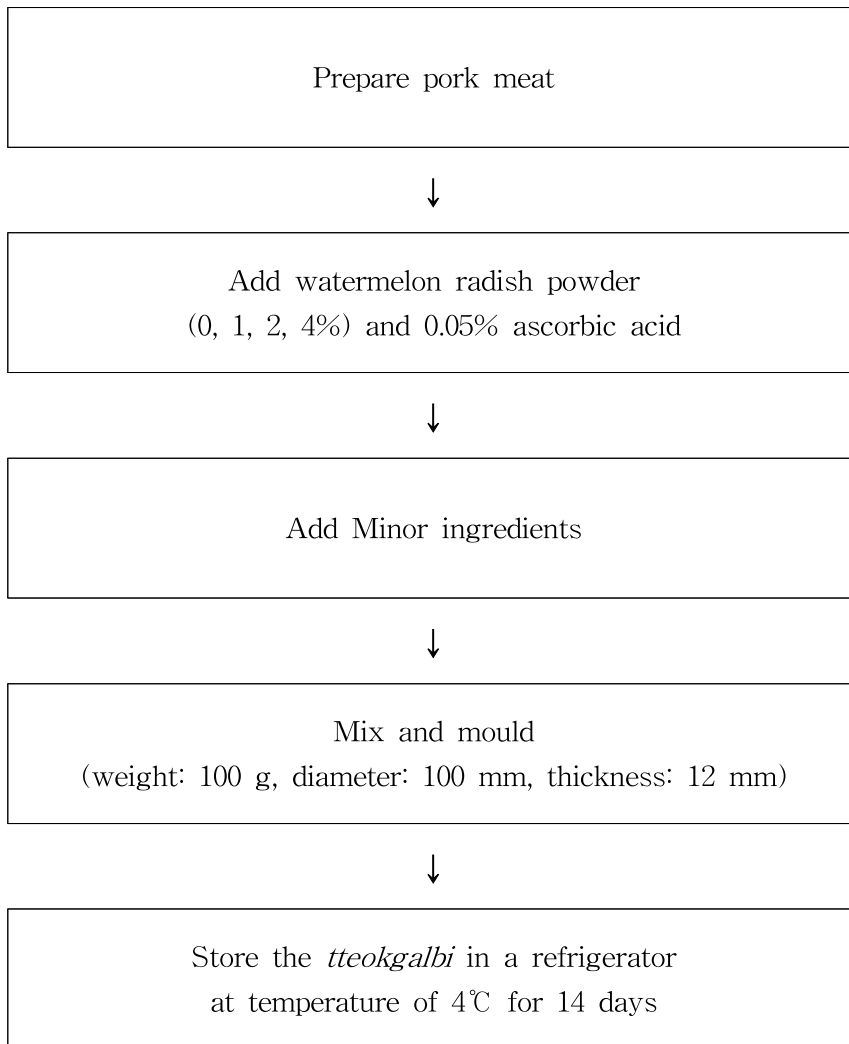 Prepare pork meat
↓
Add watermelon radish powder
(0, 1, 2, 4%) and 0.05% ascorbic acid
↓
Add Minor ingredients
↓
Mix and mould
(weight: 100 g, diameter: 100 mm, thickness: 12 mm)
↓
Store the tteokgalbi in a refrigerator
at temperature of 4℃ for 14 days